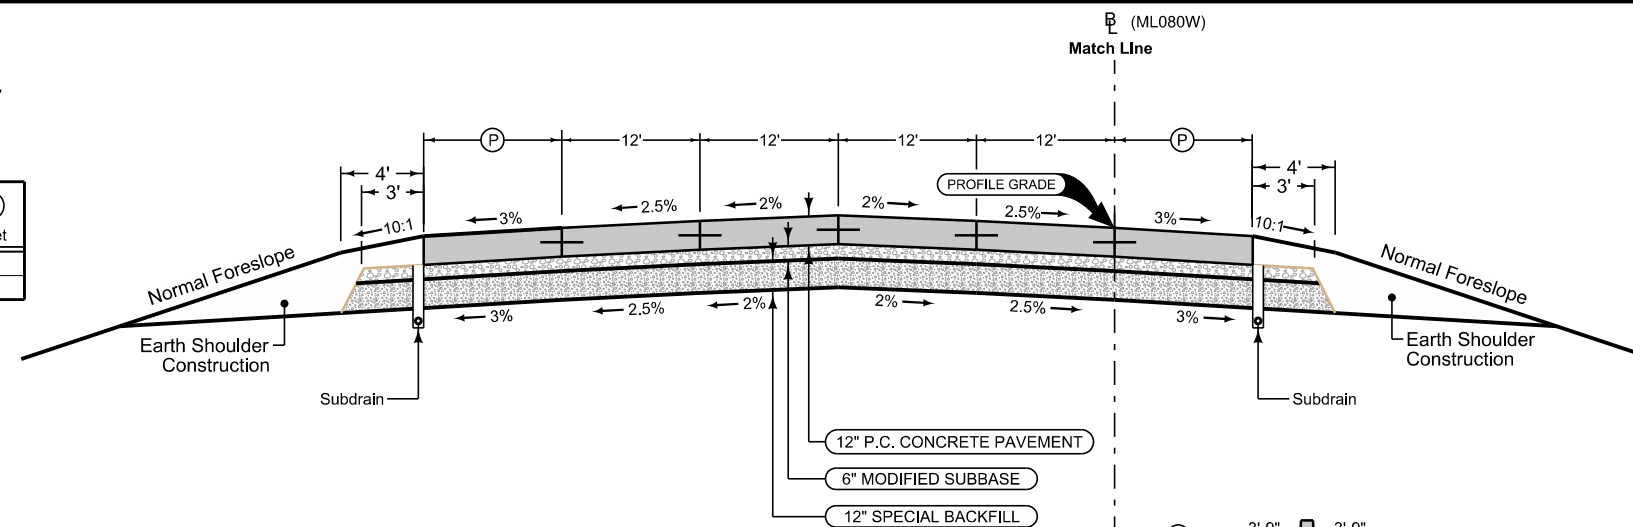 BL (ML080W)
Match Line
P 12' 12' 12' 12' P
4' 4'
3' 3'
PROFILE GRADE
10:1 3% 2.5% 2% 2% 2.5% 3% 10:1
Normal Foreslope Normal Foreslope
3% 2.5% 2% 2% 2.5% 3%
Earth Shoulder
Construction
Earth Shoulder
Construction
Subdrain Subdrain
12" P.C. CONCRETE PAVEMENT
6" MODIFIED SUBBASE
12" SPECIAL BACKFILL